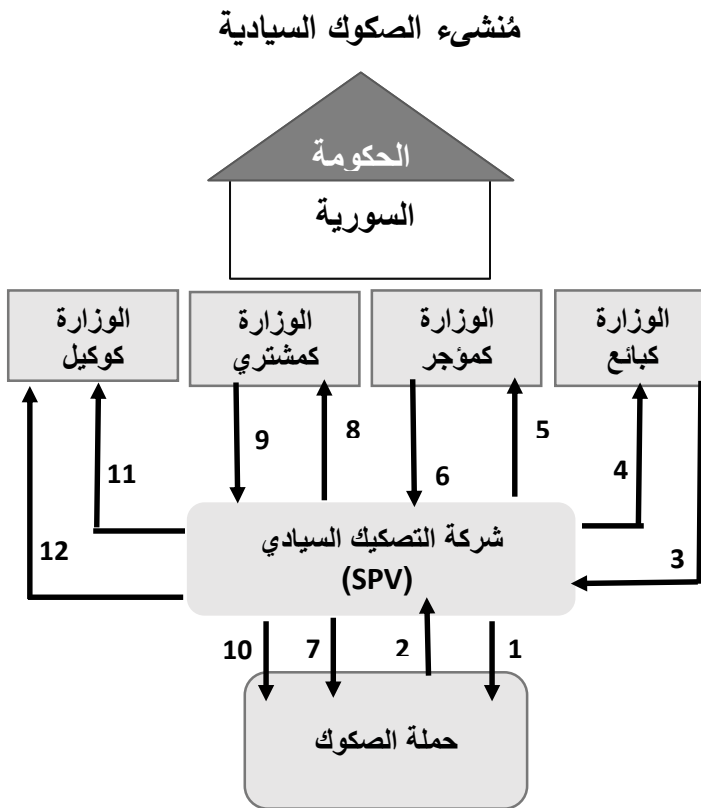 مُنشىء الصكوك السيادية
الحكومة
السورية
الوزارة
كبائع
الوزارة
كمؤجر
الوزارة
كمشتري
الوزارة
كوكيل
5
8
9
4
6
11
12
3
شركة التصكيك السيادي
(SPV)
1
2
7
10
حملة الصكوك